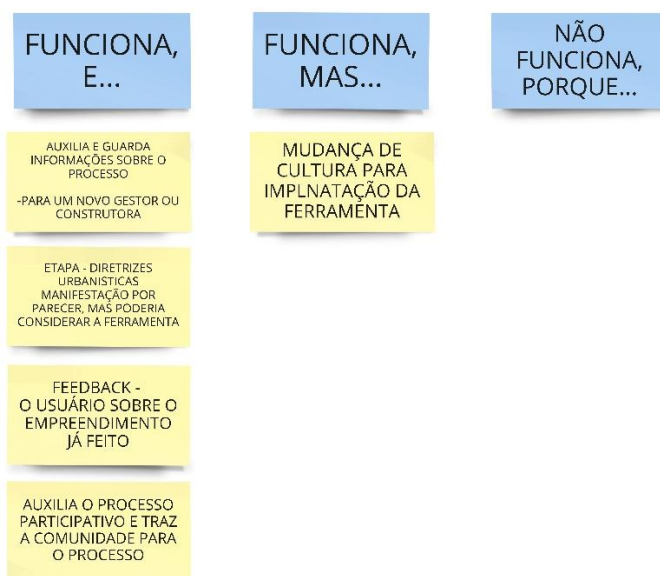 FUNCIONA,
E...
FUNCIONA,
MAS...
NÃO
FUNCIONA,
PORQUE...
AUXILIA E GUARDA
INFORMAÇÕES SOBRE O
PROCESSO
-PARA UM NOVO GESTOR OU
CONSTRUTORA
MUDANÇA DE
CULTURA PARA
IMPLNATAÇÃO DA
FERRAMENTA
ETAPA - DIRETRIZES
URBANISTICAS
MANIFESTAÇÃO POR
PARECER, MAS PODERIA
CONSIDERAR A FERRAMENTA
FEEDBACK -
O USUÁRIO SOBRE O
EMPREENDIMENTO
JÁ FEITO
AUXILIA O PROCESSO
PARTICIPATIVO E TRAZ
A COMUNIDADE PARA
O PROCESSO